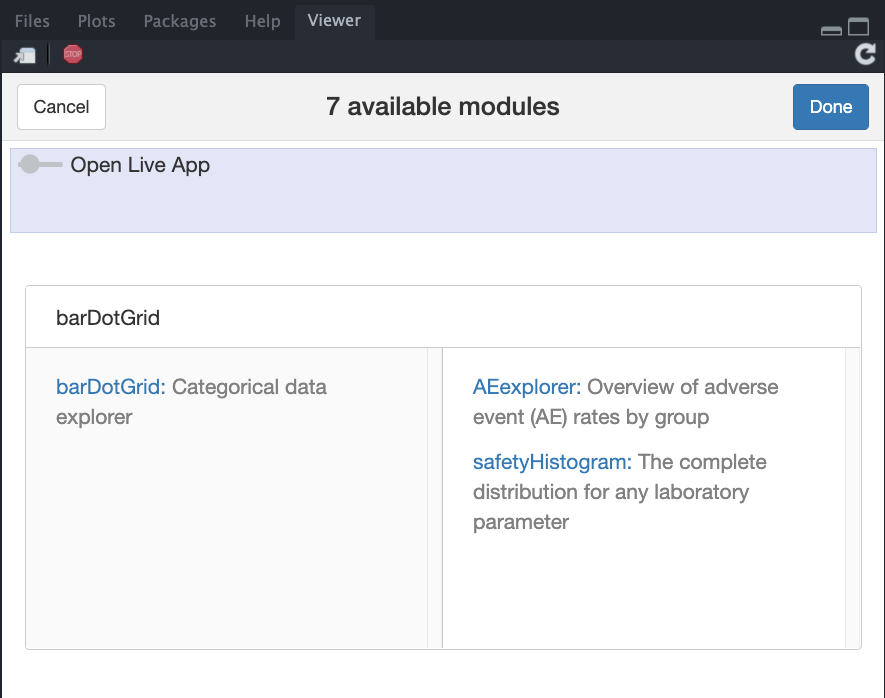 Files Plots Packages Help Viewer
STOP
Cancel 7 available modules Done
Open Live App
barDotGrid
barDotGrid: Categorical data
explorer
AEexplorer: Overview of adverse
event (AE) rates by group
safetyHistogram: The complete
distribution for any laboratory
parameter